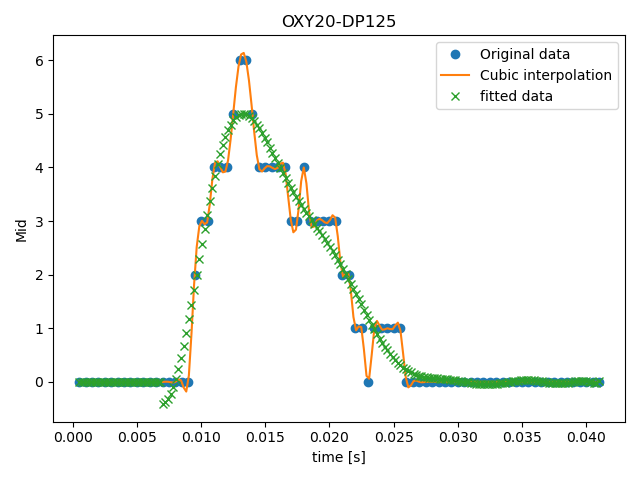 OXY20-DP125
Original data
Cubic interpolation
fitted data
Mid
6
5
4
3
2
1
0
0.000 0.005 0.010 0.015 0.020 0.025 0.030 0.035 0.040
time [s]